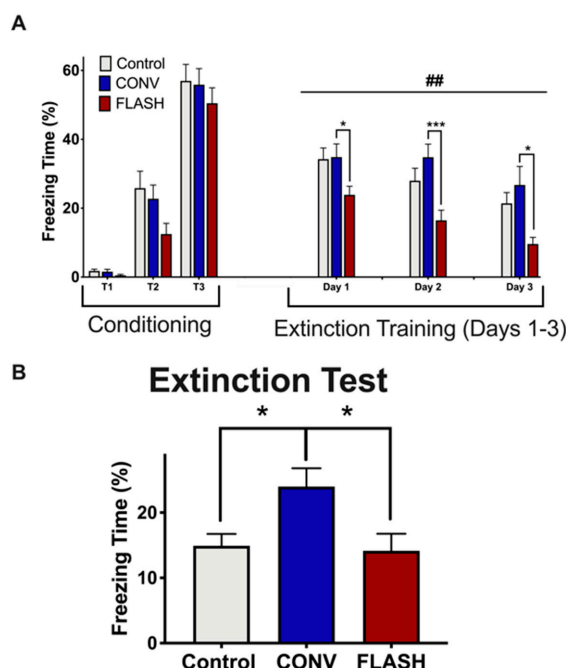 A
Freezing Time (%)
60
40
20
0
Control
CONV
FLASH
##
*
***
*
T1 T2 T3
Day 1 Day 2 Day 3
Conditioning
Extinction Training (Days 1-3)
B
Extinction Test
* *
Freezing Time (%)
20
10
0
Control CONV FLASH